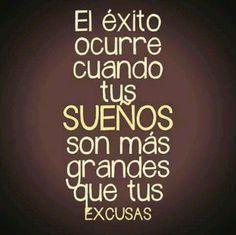 El éxito
ocurre
cuando
tus
SUEÑOS
son más
grandes
que tus
EXCUSAS